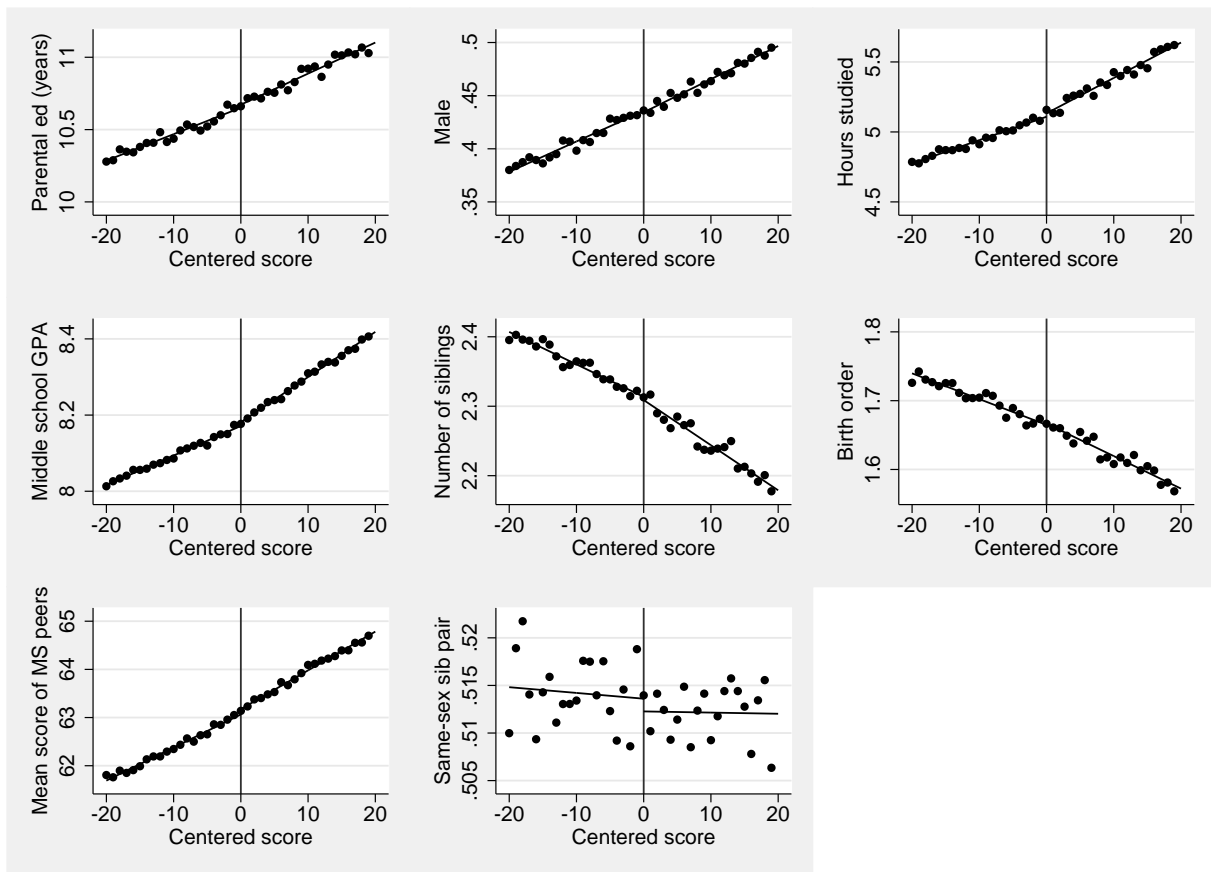 Parental ed (years)
10 10.5 11
-20 -10 0 10 20
Centered score
Male
.35 .4 .45 .5
-20 -10 0 10 20
Centered score
Hours studied
4.5 5 5.5
-20 -10 0 10 20
Centered score
Middle school GPA
8 8.2 8.4
-20 -10 0 10 20
Centered score
Number of siblings
2.2 2.3 2.4
-20 -10 0 10 20
Centered score
Birth order
1.6 1.7 1.8
-20 -10 0 10 20
Centered score
Mean score of MS peers
62 63 64 65
-20 -10 0 10 20
Centered score
Same-sex sib pair
.505 .51 .515 .52
-20 -10 0 10 20
Centered score